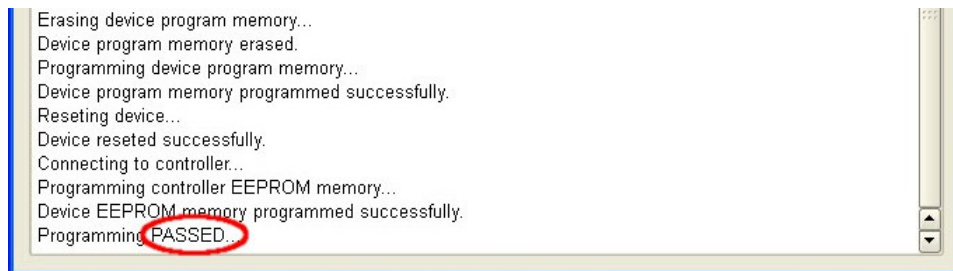 Erasing device program memory...
Device program memory erased.
Programming device program memory...
Device program memory programmed successfully.
Reseting device...
Device reseted successfully.
Connecting to controller...
Programming controller EEPROM memory...
Device EEPROM memory programmed successfully.
Programming PASSED...